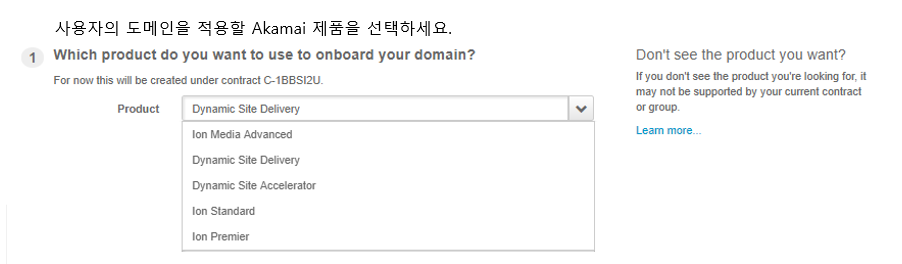 사용자의 도메인을 적용할 Akamai 제품을 선택하세요.
1 Which product do you want to use to onboard your domain?
For now this will be created under contract C-1BBSI2U.
Product Dynamic Site Delivery
Ion Media Advanced
Dynamic Site Delivery
Dynamic Site Accelerator
Ion Standard
Ion Premier
Don't see the product you want?
If you don't see the product you're looking for, it
may not be supported by your current contract
or group.
Learn more...